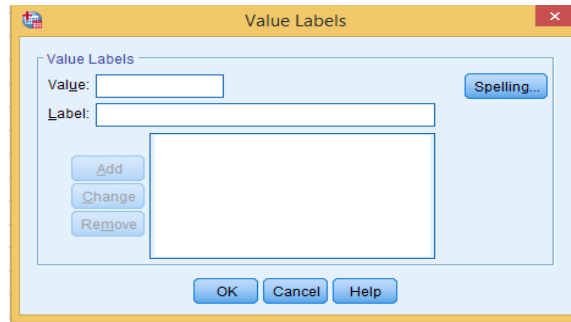 Value Labels
Value Labels
Value:
Spelling...
Label:
Add
Change
Remove
OK Cancel Help